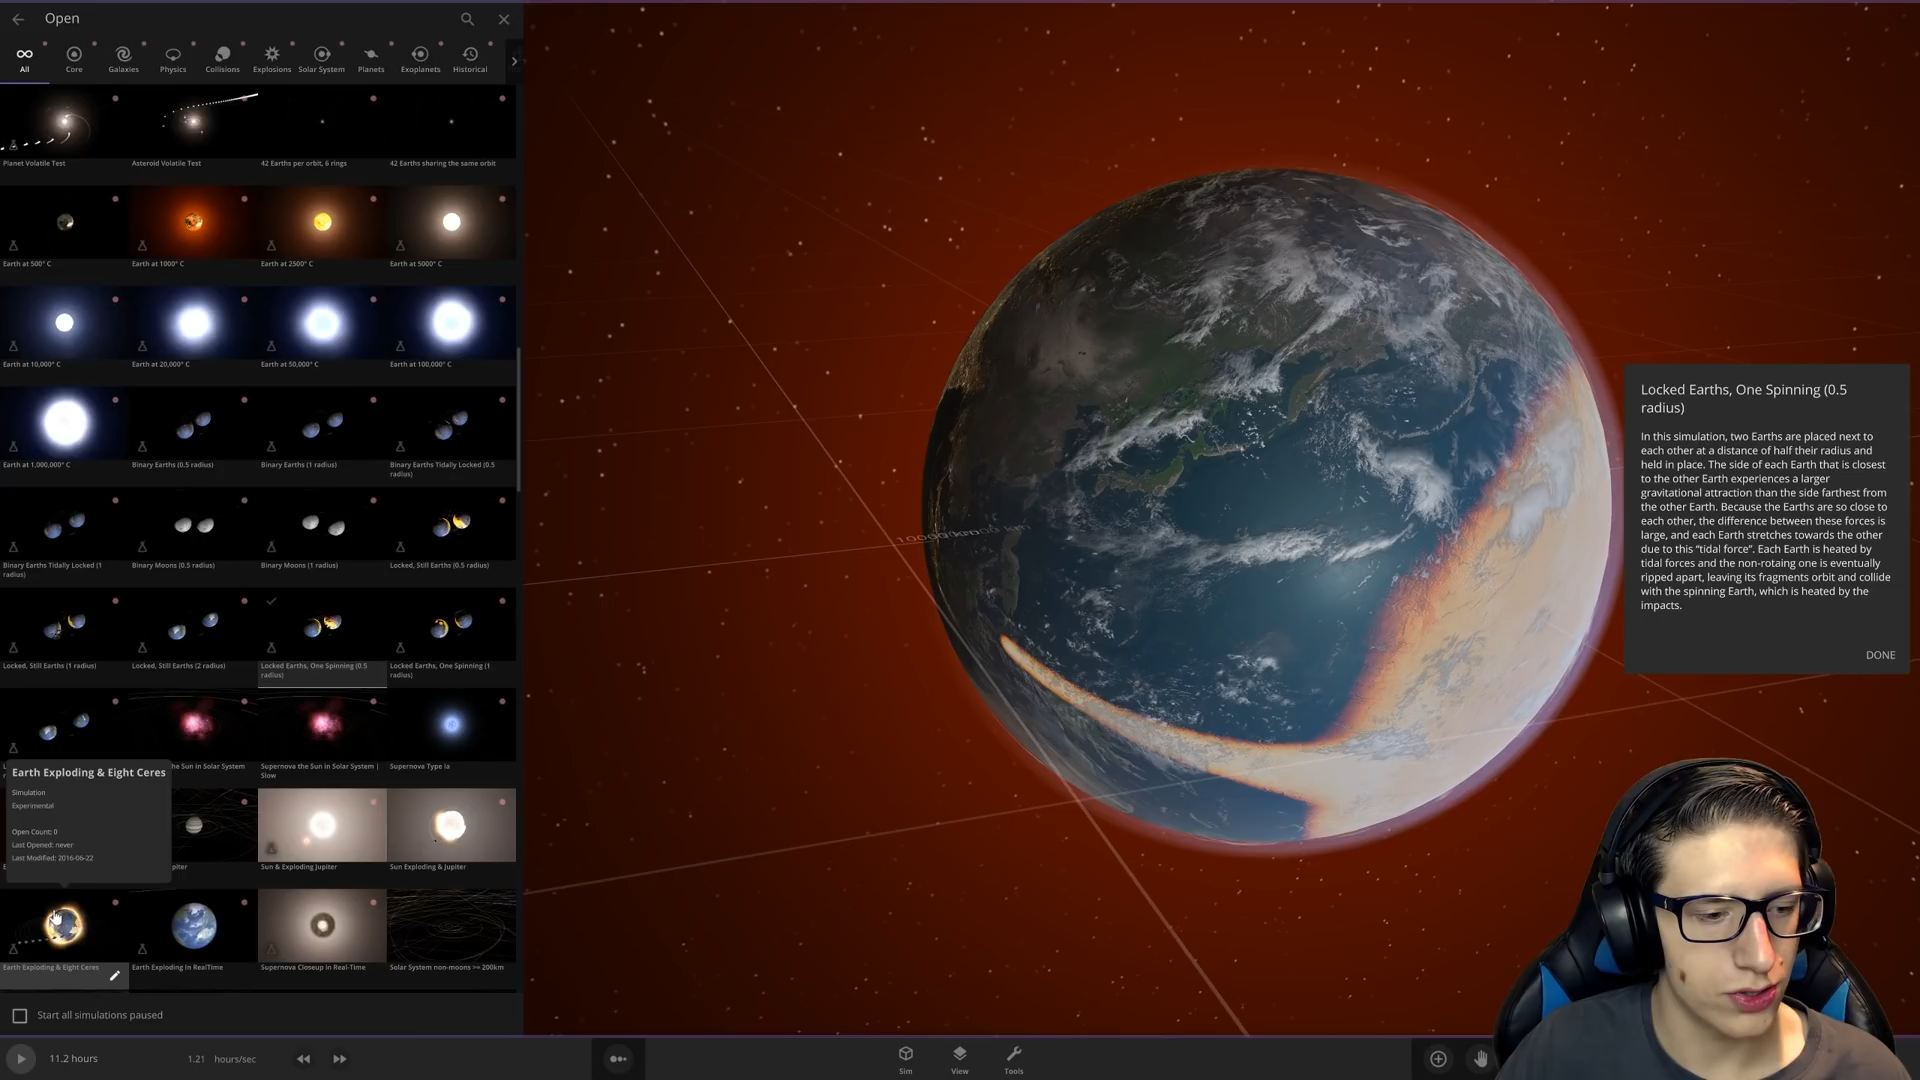 Open
All
Core
Galaxies
Physics
Collisions
Explosions
Solar System
Planets
Exoplanets
Historical
Planet Volatile Test
Asteroid Volatile Test
42 Earths per orbit, 6 rings
42 Earths sharing the same orbit
Earth at 500° C
Earth at 1000° C
Earth at 2500° C
Earth at 5000° C
Earth at 10,000° C
Earth at 20,000° C
Earth at 50,000° C
Earth at 100,000° C
Earth at 1,000,000° C
Binary Earths (0.5 radius)
Binary Earths (1 radius)
Binary Earths Tidally Locked (0.5
radius)
Binary Earths Tidally Locked (1
radius)
Binary Moons (0.5 radius)
Binary Moons (1 radius)
Locked, Still Earths (0.5 radius)
Locked, Still Earths (1 radius)
Locked, Still Earths (2 radius)
Locked Earths, One Spinning (0.5
radius)
Locked Earths, One Spinning (1
radius)
the Sun in Solar System
Supernova the Sun in Solar System |
Slow
Supernova Type Ia
Earth Exploding & Eight Ceres
Simulation
Experimental
Open Count: 0
Last Opened: never
Last Modified: 2016-06-22
Sun & Exploding Jupiter
Sun Exploding & Jupiter
Earth Exploding & Eight Ceres
Earth Exploding In RealTime
Supernova Closeup In Real-Time
Solar System non-moons >= 200km
Start all simulations paused
11.2 hours
1.21 hours/sec
Sim
View
Tools
Locked Earths, One Spinning (0.5
radius)
In this simulation, two Earths are placed next to
each other at a distance of half their radius and
held in place. The side of each Earth that is closest
to the other Earth experiences a larger
gravitational attraction than the side farthest from
the other Earth. Because the Earths are so close to
each other, the difference between these forces is
large, and each Earth stretches towards the other
due to this “tidal force”. Each Earth is heated by
tidal forces and the non-rotaing one is eventually
ripped apart, leaving its fragments orbit and collide
with the spinning Earth, which is heated by the
impacts.
DONE